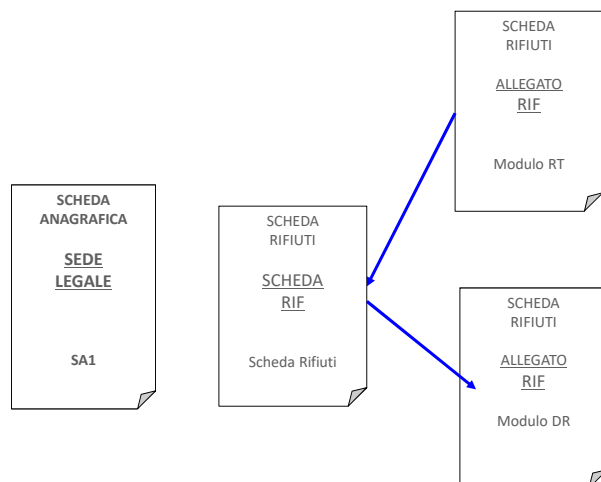 SCHEDA
ANAGRAFICA
SEDE
LEGALE
SA1
SCHEDA
RIFIUTI
SCHEDA
RIF
Scheda Rifiuti
SCHEDA
RIFIUTI
ALLEGATO
RIF
Modulo RT
SCHEDA
RIFIUTI
ALLEGATO
RIF
Modulo DR